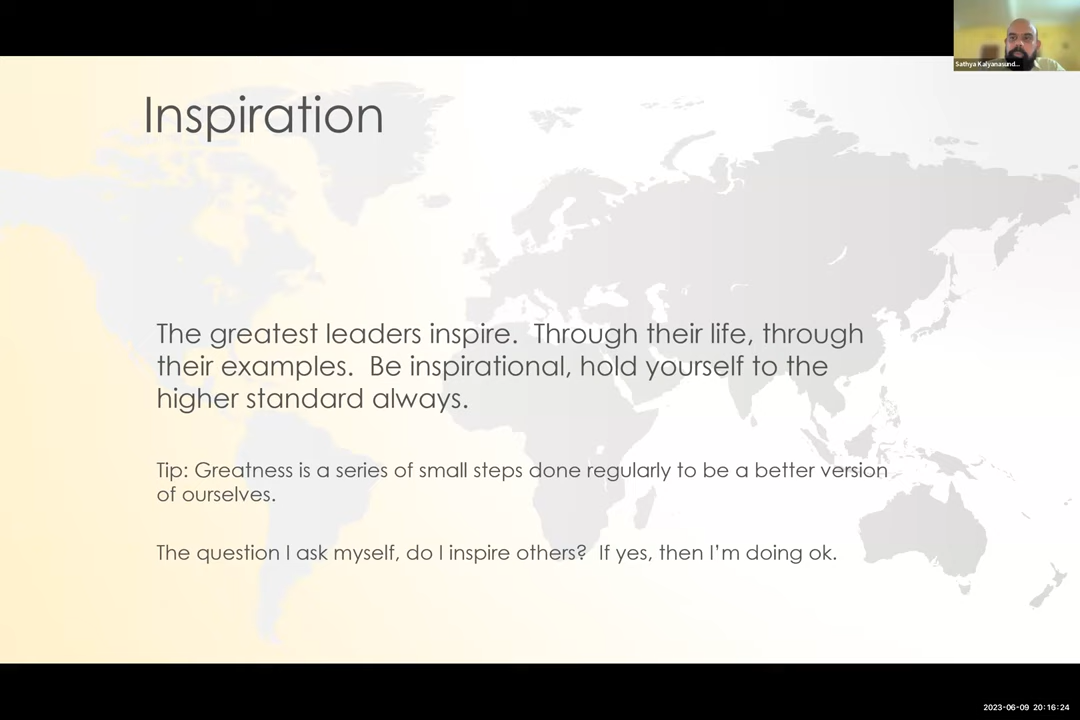 Sathya Kalyanasund...
Inspiration
The greatest leaders inspire.  Through their life, through
their examples.  Be inspirational, hold yourself to the
higher standard always.
Tip: Greatness is a series of small steps done regularly to be a better version
of ourselves.
The question I ask myself, do I inspire others?  If yes, then I’m doing ok.
2023-06-09 20:16:24